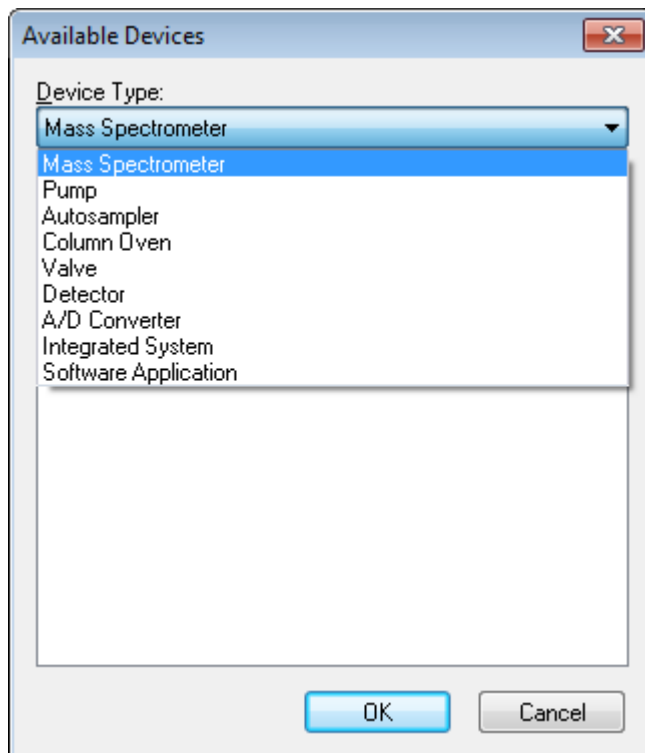 Available Devices
Device Type:
Mass Spectrometer
Mass Spectrometer
Pump
Autosampler
Column Oven
Valve
Detector
A/D Converter
Integrated System
Software Application
OK Cancel